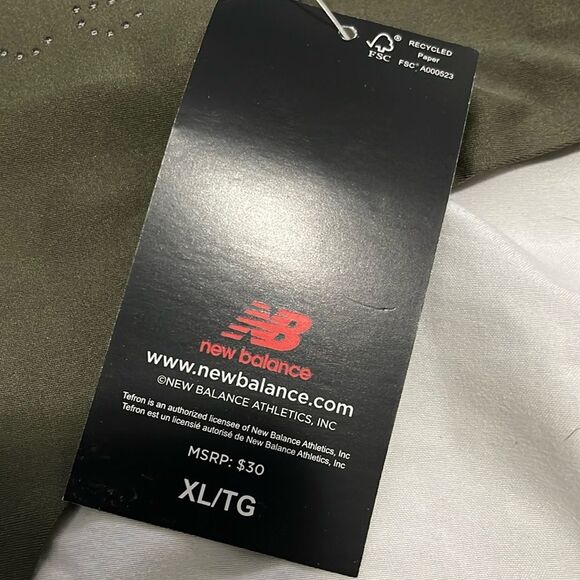 RECYCLED
Paper
FSC® A000523
FSC
®
NB
new balance
www.newbalance.com
©NEW BALANCE ATHLETICS, INC
Tefron is an authorized licensee of New Balance Athletics, Inc
Tefron est un licensié autorisé de New Balance Athletics, Inc
MSRP: $30
XL/TG